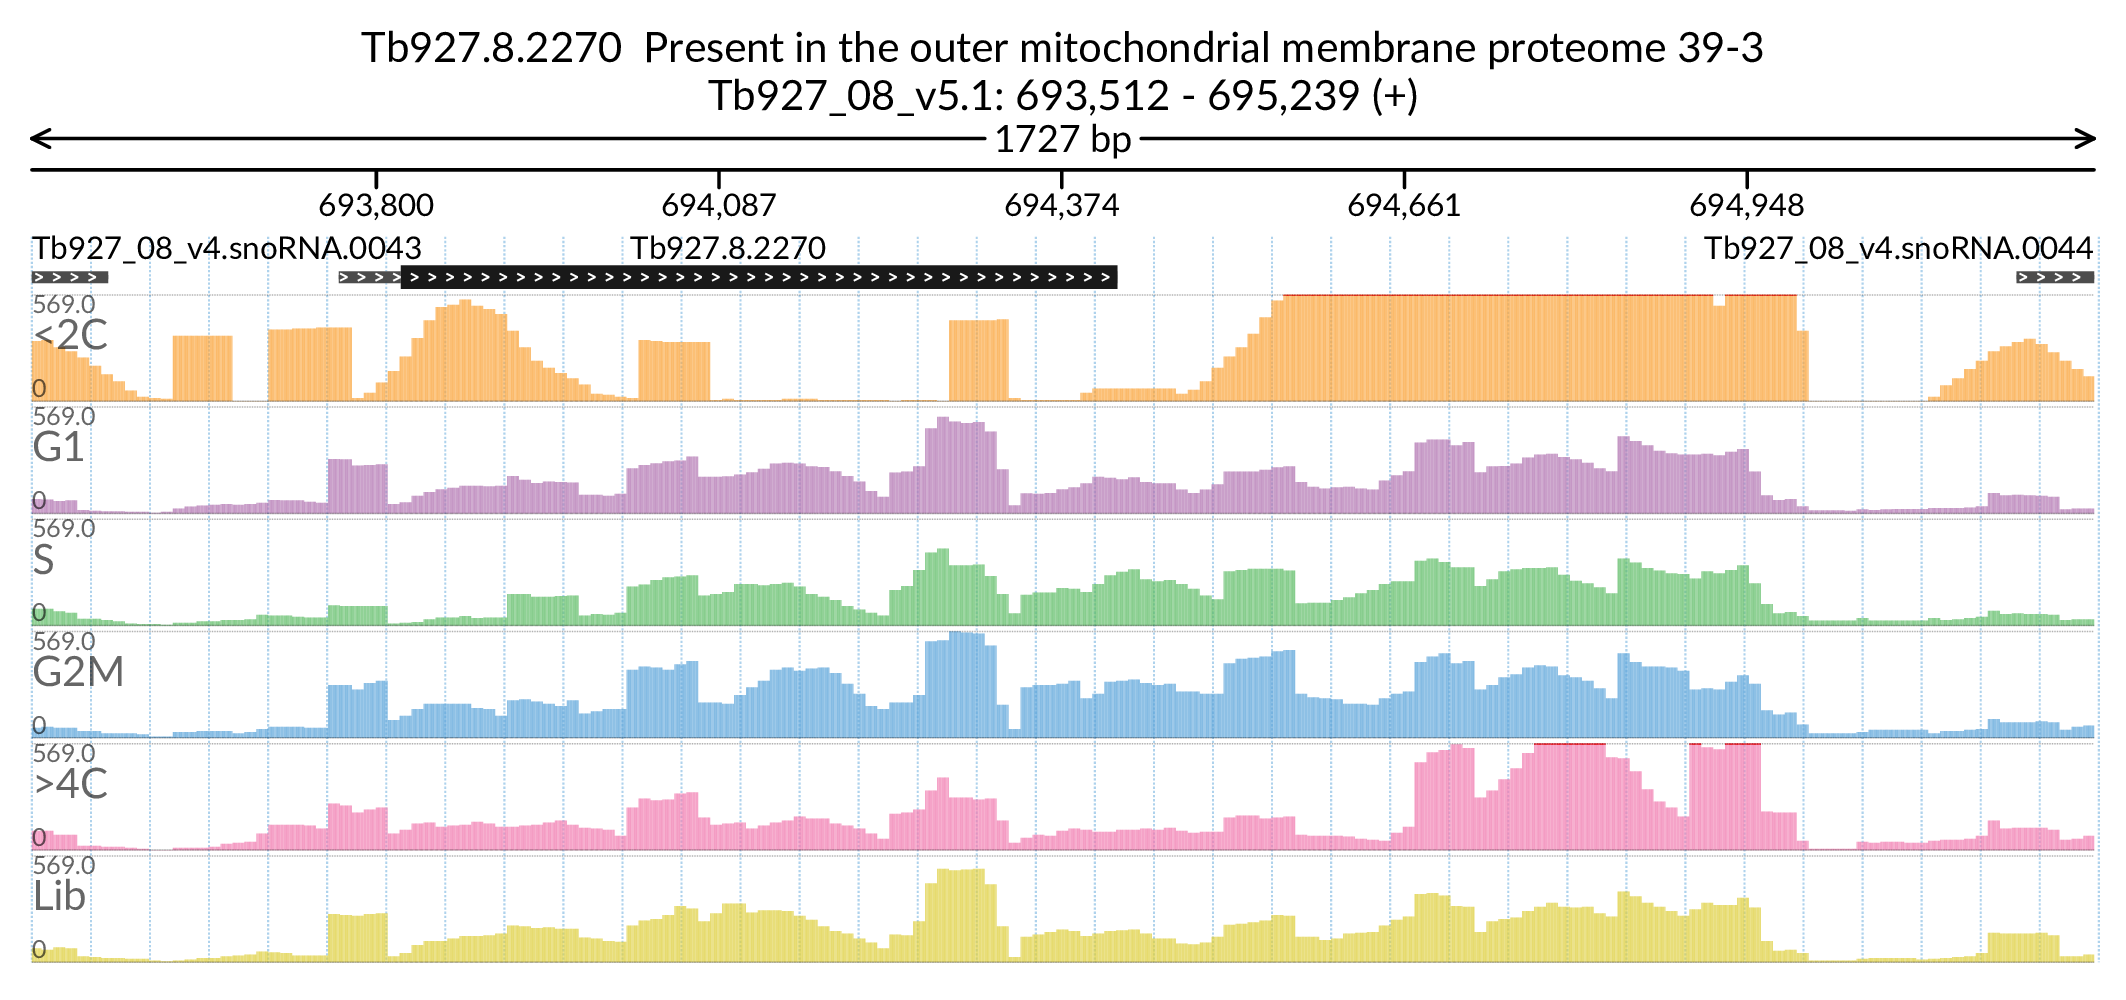 Tb927.8.2270  Present in the outer mitochondrial membrane proteome 39-3
Tb927_08_v5.1: 693,512 - 695,239 (+)
1727 bp
693,800 694,087 694,374 694,661 694,948
Tb927_08_v4.snoRNA.0043 Tb927.8.2270 Tb927_08_v4.snoRNA.0044
569.0
<2C
0
569.0
G1
0
569.0
S
0
569.0
G2M
0
569.0
>4C
0
569.0
Lib
0